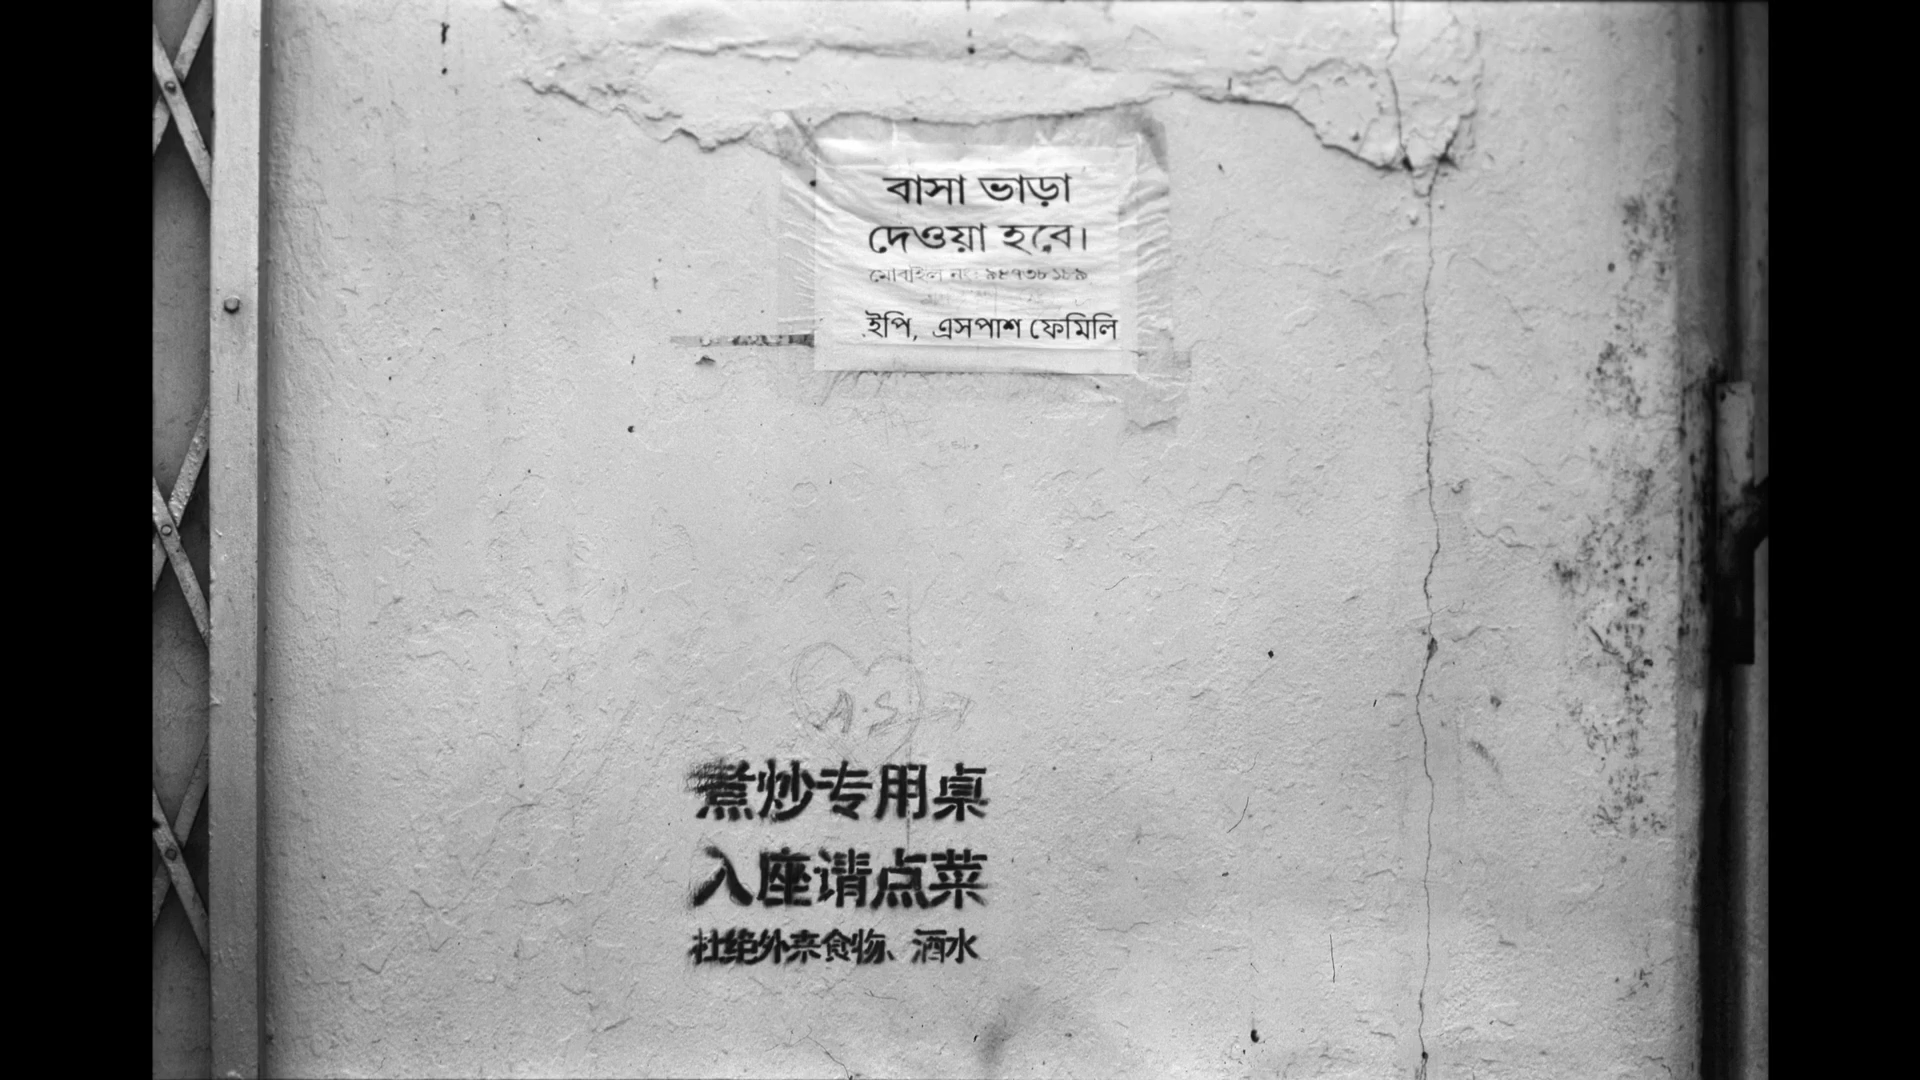 বাসা ভাড়া
দেওয়া হবে।
মোবাইল নং:
ইপি, এসপাশ ফেমিলি
A.S
煮炒专用桌
入座请点菜
杜绝外来食物、酒水